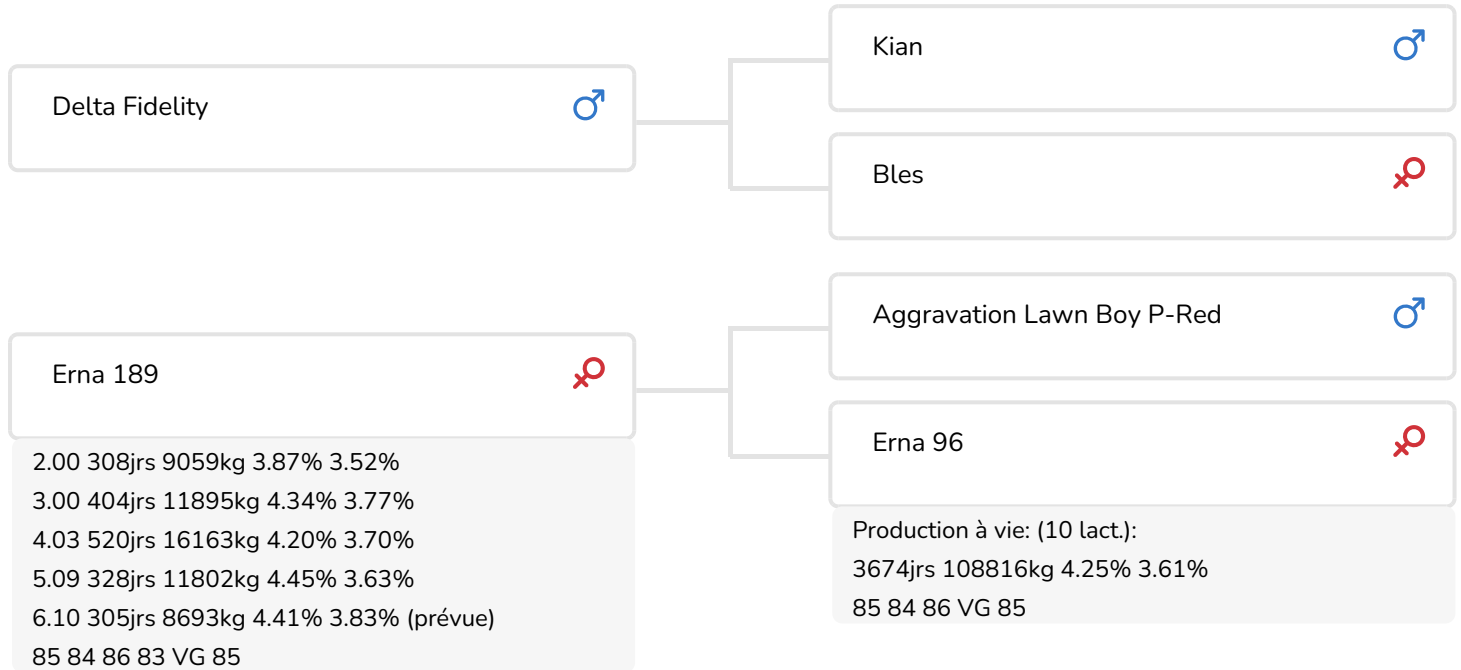 Delta Fidelity
Kian
Bles
Erna 189
2.00 308jrs 9059kg 3.87% 3.52%
3.00 404jrs 11895kg 4.34% 3.77%
4.03 520jrs 16163kg 4.20% 3.70%
5.09 328jrs 11802kg 4.45% 3.63%
6.10 305jrs 8693kg 4.41% 3.83% (prévue)
85 84 86 83 VG 85
Aggravation Lawn Boy P-Red
Erna 96
Production à vie: (10 lact.):
3674jrs 108816kg 4.25% 3.61%
85 84 86 VG 85